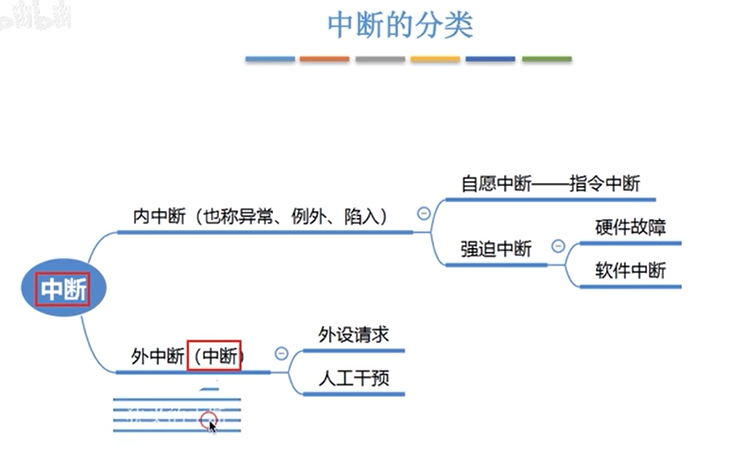 bilibili
中断的分类
内中断（也称异常、例外、陷入）
自愿中断——指令中断
强迫中断
硬件故障
软件中断
中断
外中断（中断）
外设请求
人工干预